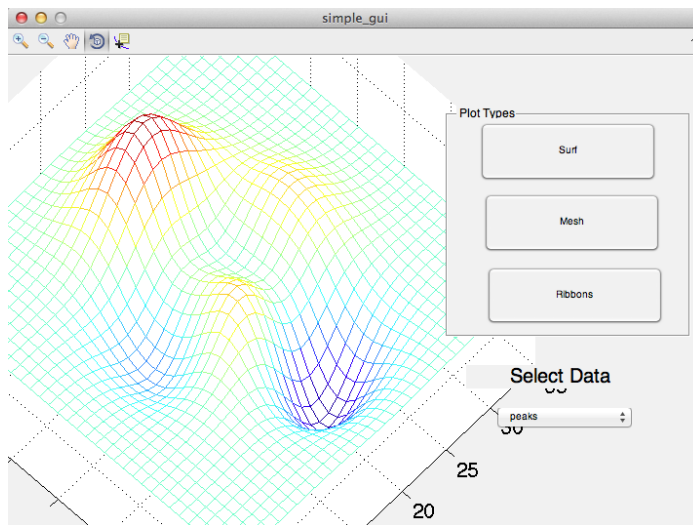 simple_gui
Plot Types
Surf
Mesh
Ribbons
Select Data
peaks
30
25
20